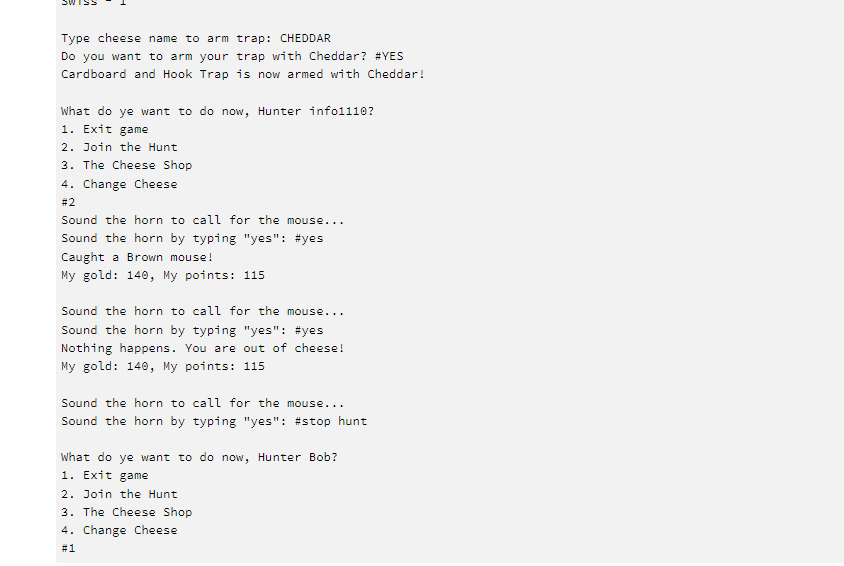 Swiss - 1
Type cheese name to arm trap: CHEDDAR
Do you want to arm your trap with Cheddar? #YES
Cardboard and Hook Trap is now armed with Cheddar!
What do ye want to do now, Hunter info1110?
1. Exit game
2. Join the Hunt
3. The Cheese Shop
4. Change Cheese
#2
Sound the horn to call for the mouse...
Sound the horn by typing "yes": #yes
Caught a Brown mouse!
My gold: 140, My points: 115
Sound the horn to call for the mouse...
Sound the horn by typing "yes": #yes
Nothing happens. You are out of cheese!
My gold: 140, My points: 115
Sound the horn to call for the mouse...
Sound the horn by typing "yes": #stop hunt
What do ye want to do now, Hunter Bob?
1. Exit game
2. Join the Hunt
3. The Cheese Shop
4. Change Cheese
#1